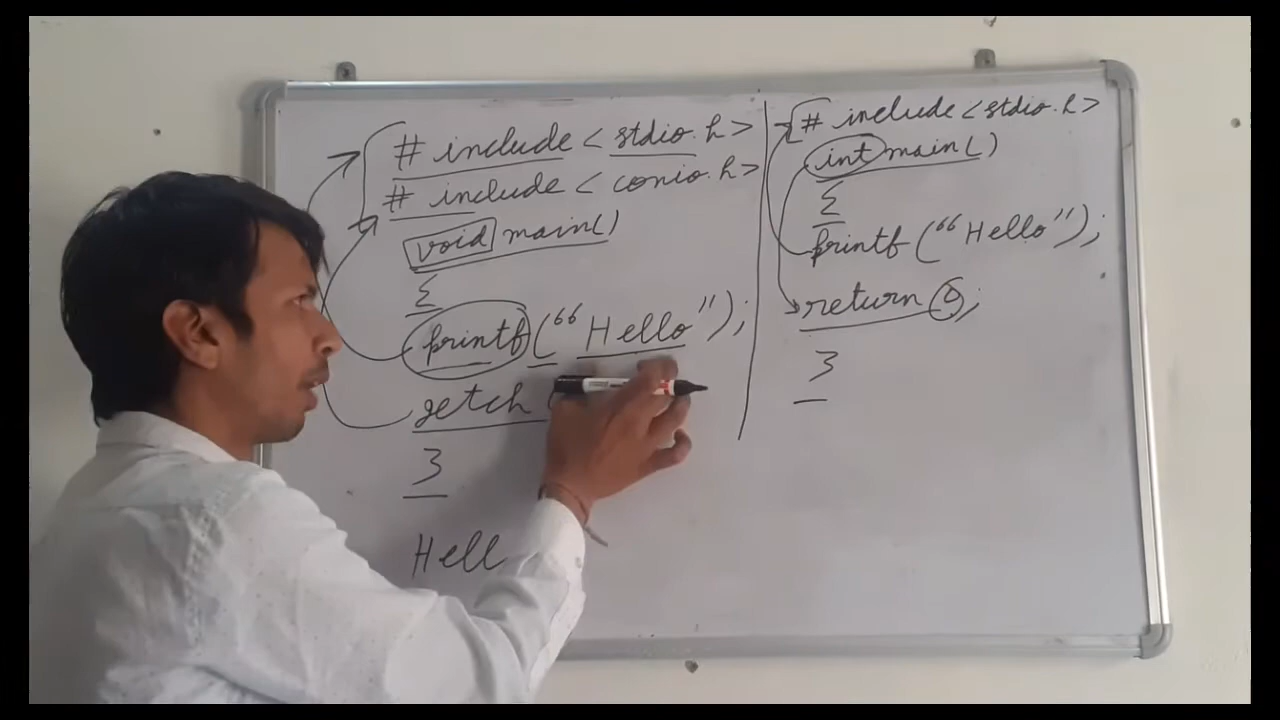 # include < stdio.h >
# include < conio.h >
void main()
{
printf (“Hello”);
getch (
}
Hell
# include <stdio.h>
int main()
{
printf (“Hello”);
return 0;
}